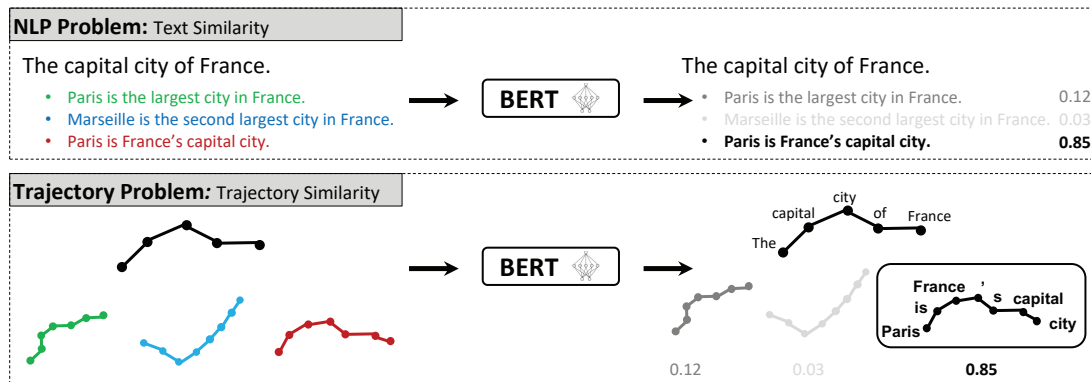 NLP Problem: Text Similarity
The capital city of France.
• Paris is the largest city in France.
• Marseille is the second largest city in France.
• Paris is France's capital city.
BERT
The capital city of France.
• Paris is the largest city in France. 0.12
• Marseille is the second largest city in France. 0.03
• Paris is France's capital city. 0.85
Trajectory Problem: Trajectory Similarity
BERT
The capital city of France
Paris is France ' s capital city
0.12 0.03 0.85